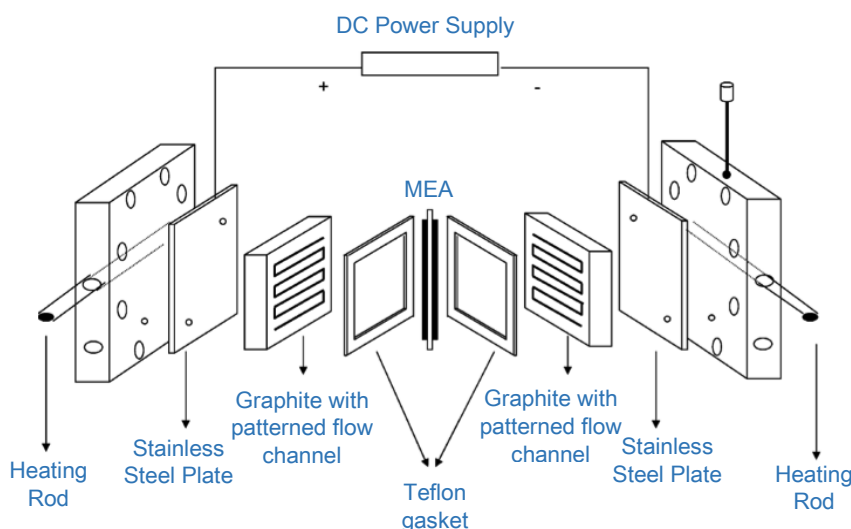 DC Power Supply
+
-
MEA
Graphite with
patterned flow
channel
Graphite with
patterned flow
channel
Stainless
Steel Plate
Stainless
Steel Plate
Heating
Rod
Heating
Rod
Teflon
gasket